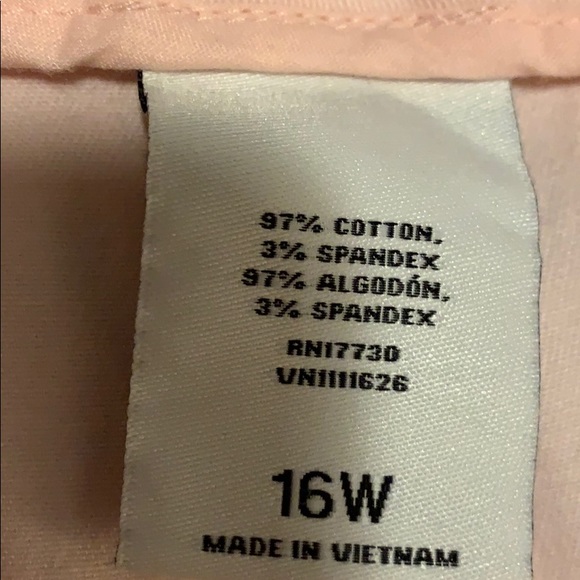 97% COTTON,
3% SPANDEX
97% ALGODÓN,
3% SPANDEX
RN17730
VN1111626
16W
MADE IN VIETNAM